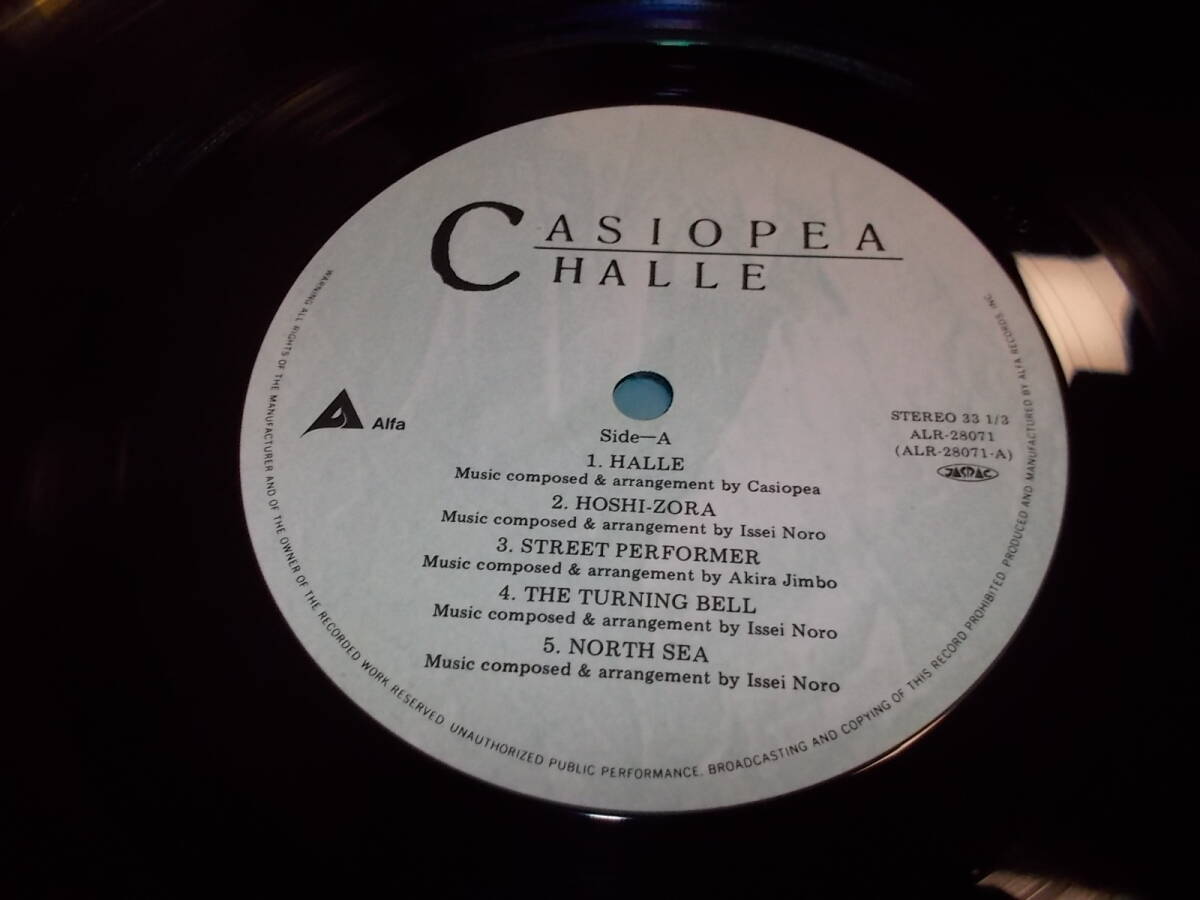 CASIOPEA
HALLE
Alfa
STEREO 33 1/3
ALR-28071
(ALR-28071-A)
JASRAC
Side—A
1. HALLE
Music composed & arrangement by Casiopea
2. HOSHI-ZORA
Music composed & arrangement by Issei Noro
3. STREET PERFORMER
Music composed & arrangement by Akira Jimbo
4. THE TURNING BELL
Music composed & arrangement by Issei Noro
5. NORTH SEA
Music composed & arrangement by Issei Noro
WARNING ALL RIGHTS OF THE MANUFACTURER AND OF THE OWNER OF THE RECORDED WORK RESERVED. UNAUTHORIZED PUBLIC PERFORMANCE. BROADCASTING AND COPYING OF THIS RECORD PROHIBITED. PRODUCED AND MANUFACTURED BY ALFA RECORDS, INC.